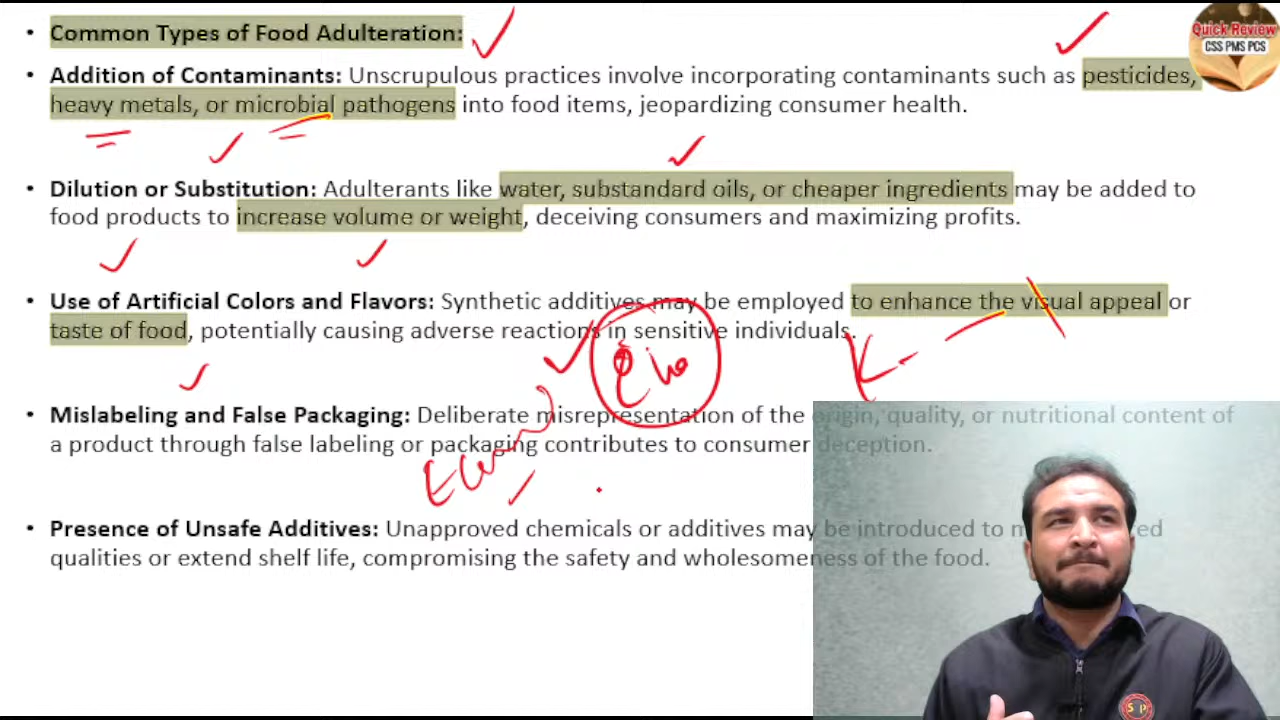 Quick Review
CSS PMS PCS
• Common Types of Food Adulteration:
• Addition of Contaminants: Unscrupulous practices involve incorporating contaminants such as pesticides,
heavy metals, or microbial pathogens into food items, jeopardizing consumer health.
• Dilution or Substitution: Adulterants like water, substandard oils, or cheaper ingredients may be added to
food products to increase volume or weight, deceiving consumers and maximizing profits.
• Use of Artificial Colors and Flavors: Synthetic additives may be employed to enhance the visual appeal or
taste of food, potentially causing adverse reactions in sensitive individuals.
• Mislabeling and False Packaging: Deliberate misrepresentation of the origin, quality, or nutritional content of
a product through false labeling or packaging contributes to consumer deception.
• Presence of Unsafe Additives: Unapproved chemicals or additives may be introduced to
qualities or extend shelf life, compromising the safety and wholesomeness of the food.